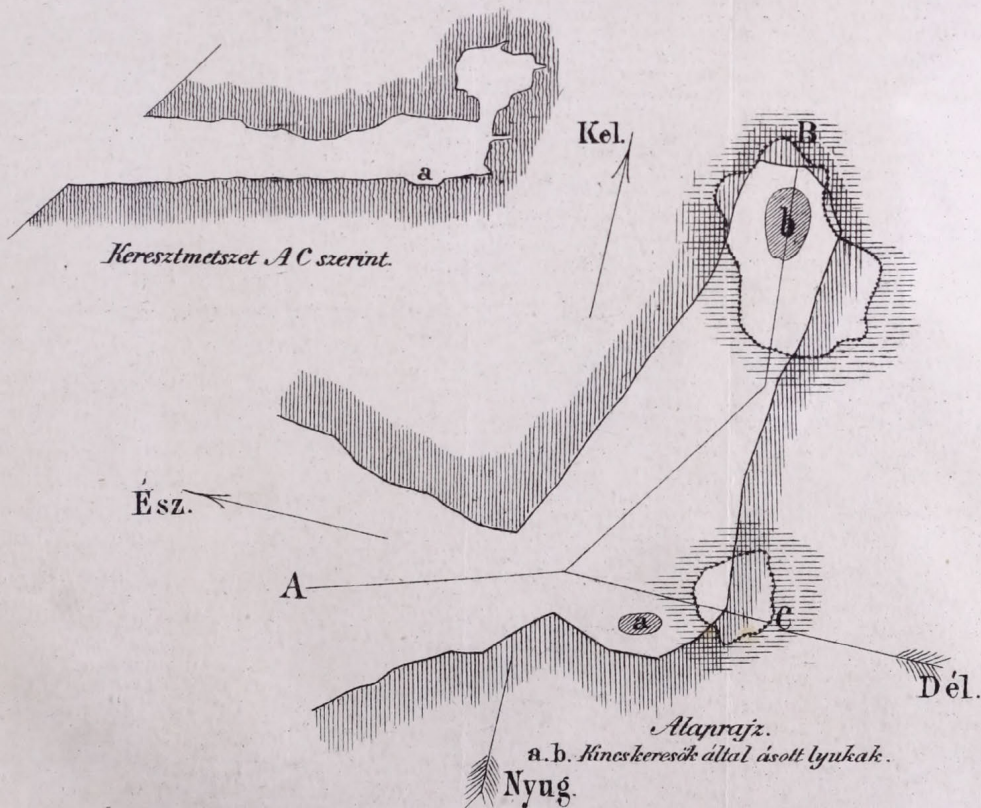 a
Keresztmetszet A C szerint.
Kel.
B
b
Ész.
A
a
C
Dél.
Alaprajz.
a. b. Kincskeresők által ásott lyukak.
Nyug.